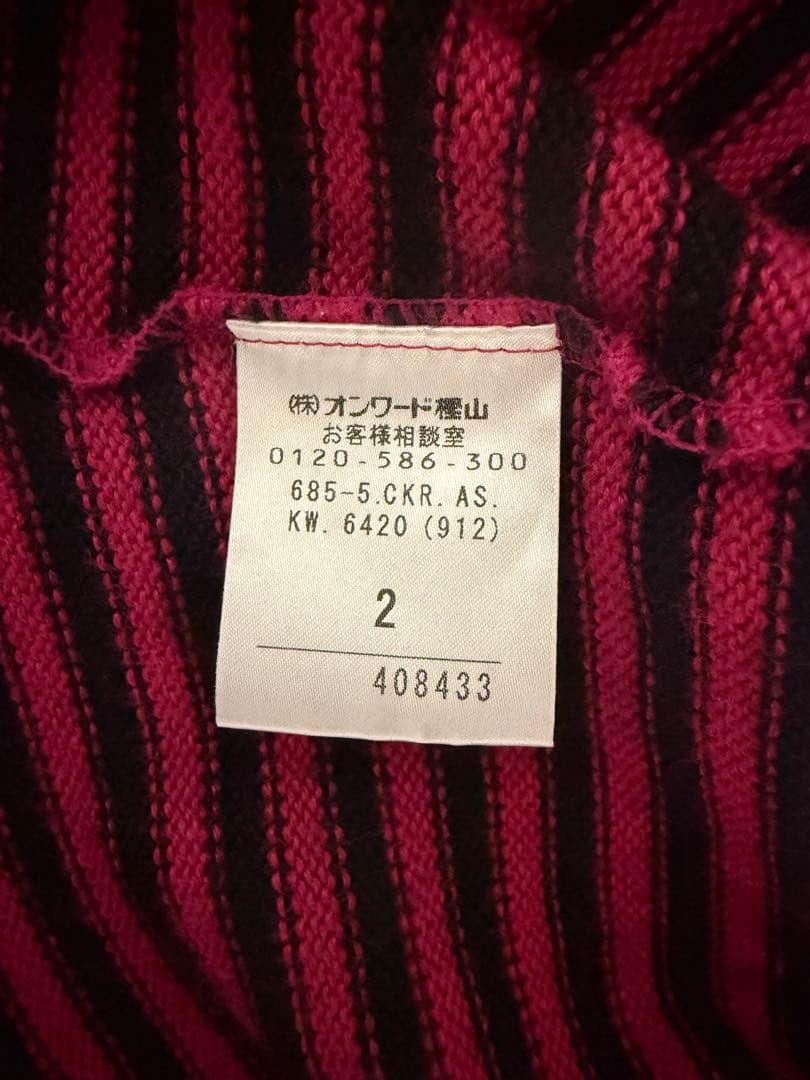 (株)オンワード樫山
お客様相談室
0120-586-300
685-5.CKR.AS.
KW. 6420 (912)
2
408433